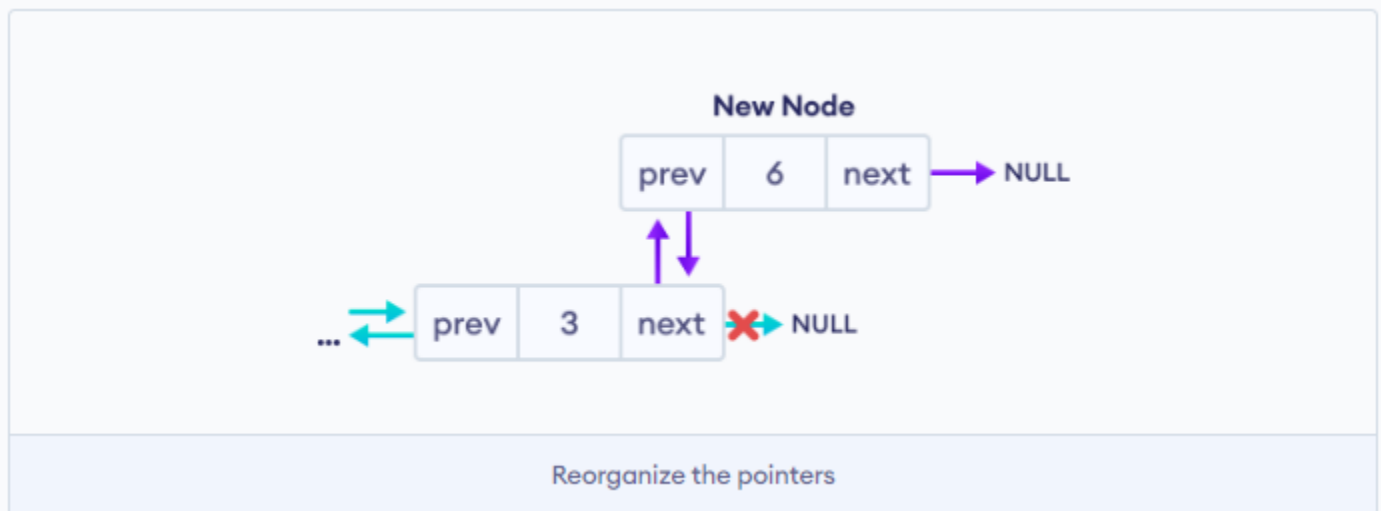 New Node
prev 6 next NULL
... prev 3 next NULL
Reorganize the pointers